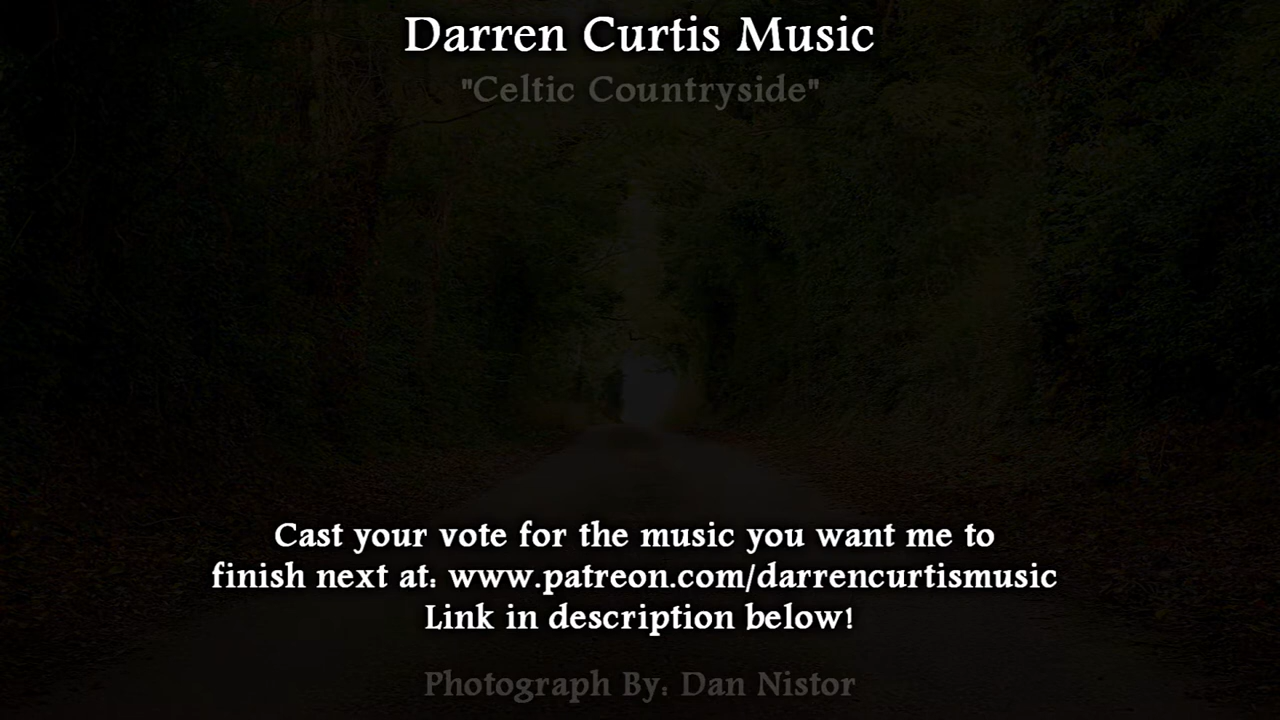 Darren Curtis Music
"Celtic Countryside"
Cast your vote for the music you want me to
finish next at: www.patreon.com/darrencurtismusic
Link in description below!
Photograph By: Dan Nistor